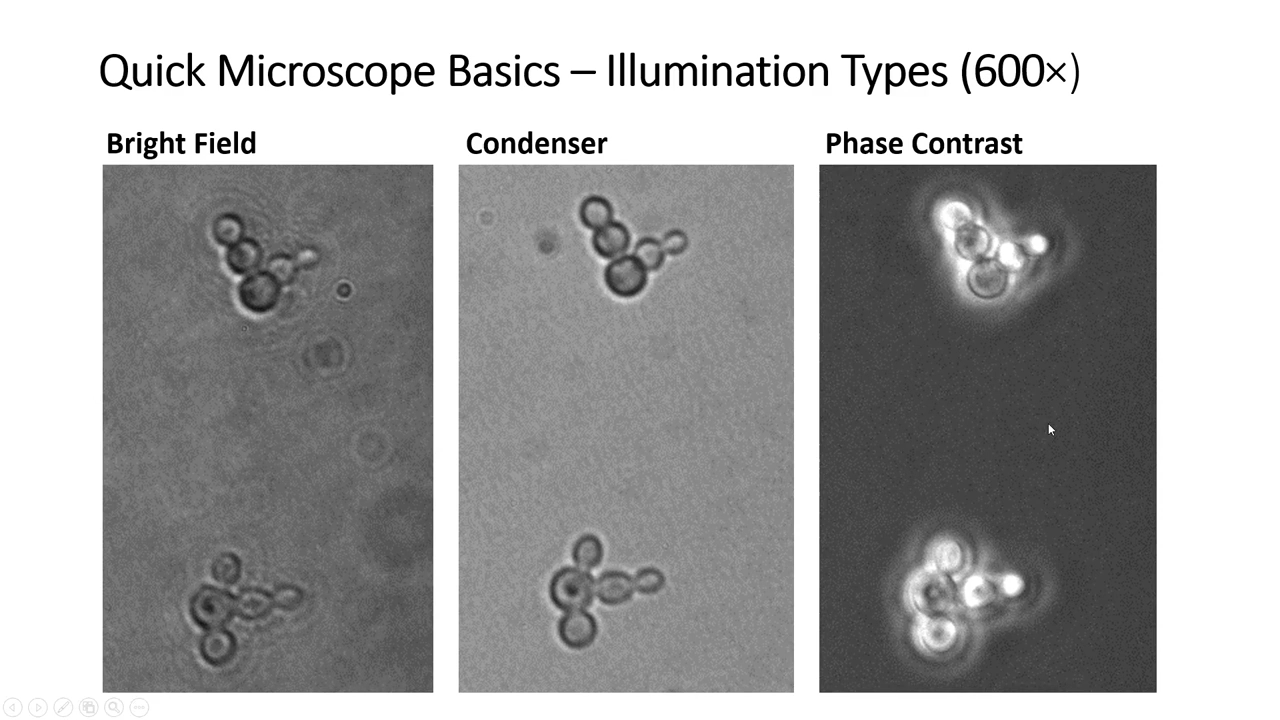 Quick Microscope Basics – Illumination Types (600×)
Bright Field
Condenser
Phase Contrast